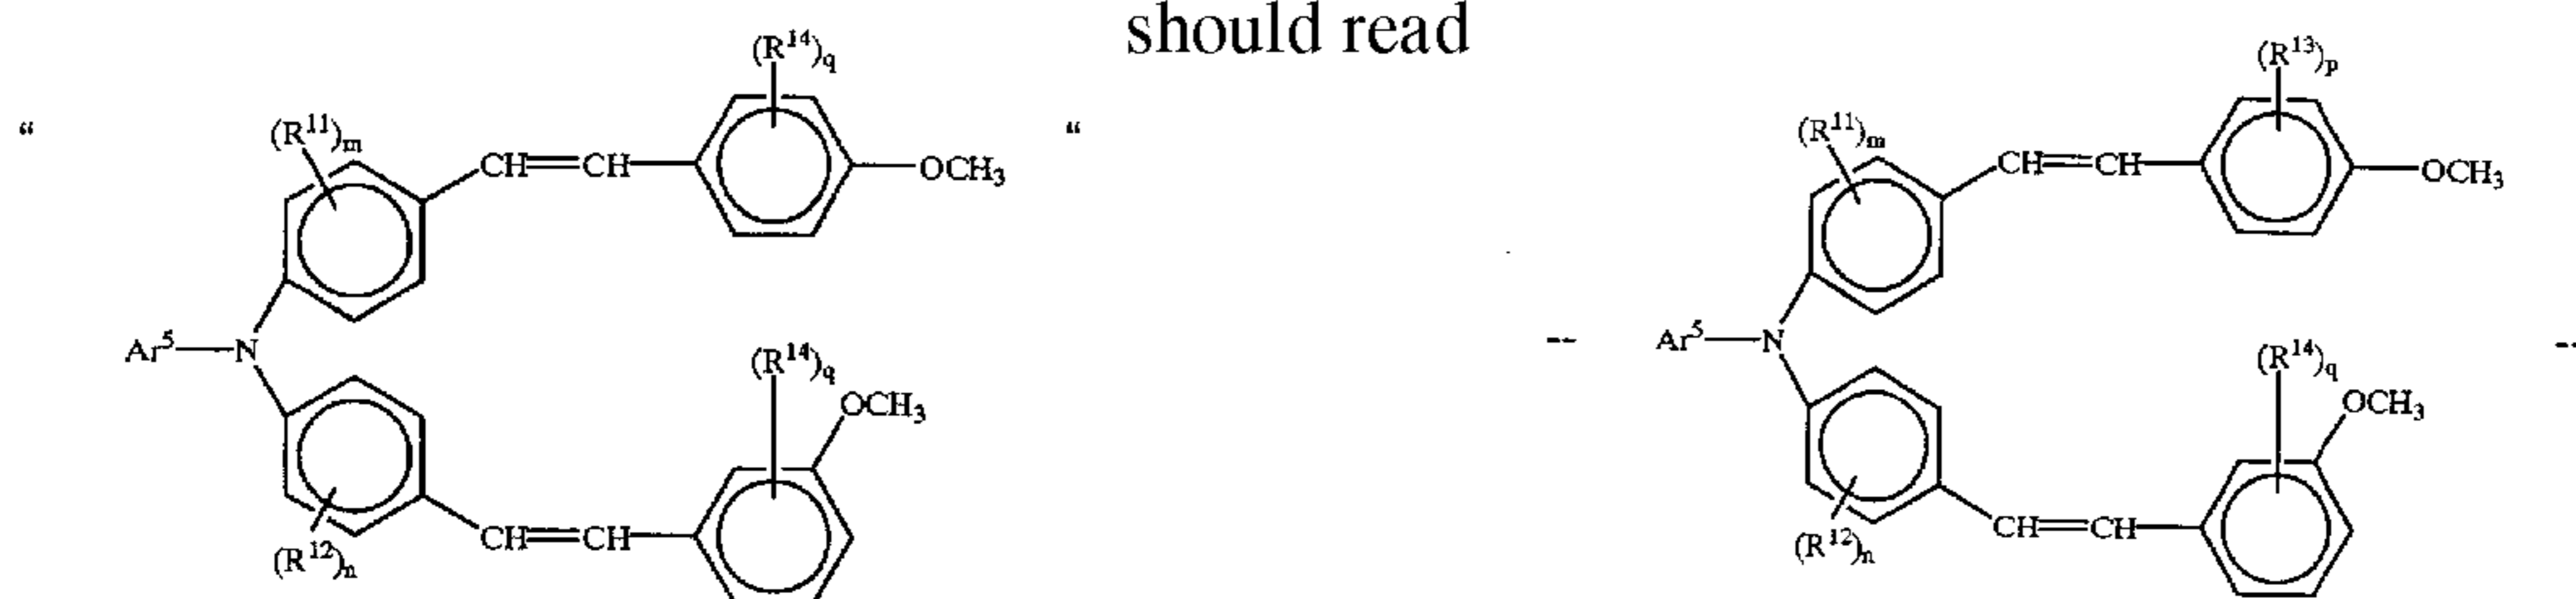 should read
“
(R¹⁴)q
(R¹¹)m
CH=CH
OCH₃
Ar⁵—N
(R¹⁴)q
OCH₃
(R¹²)n
CH=CH
“
--
(R¹³)p
(R¹¹)m
CH=CH
OCH₃
Ar⁵—N
(R¹⁴)q
OCH₃
(R¹²)n
CH=CH
--